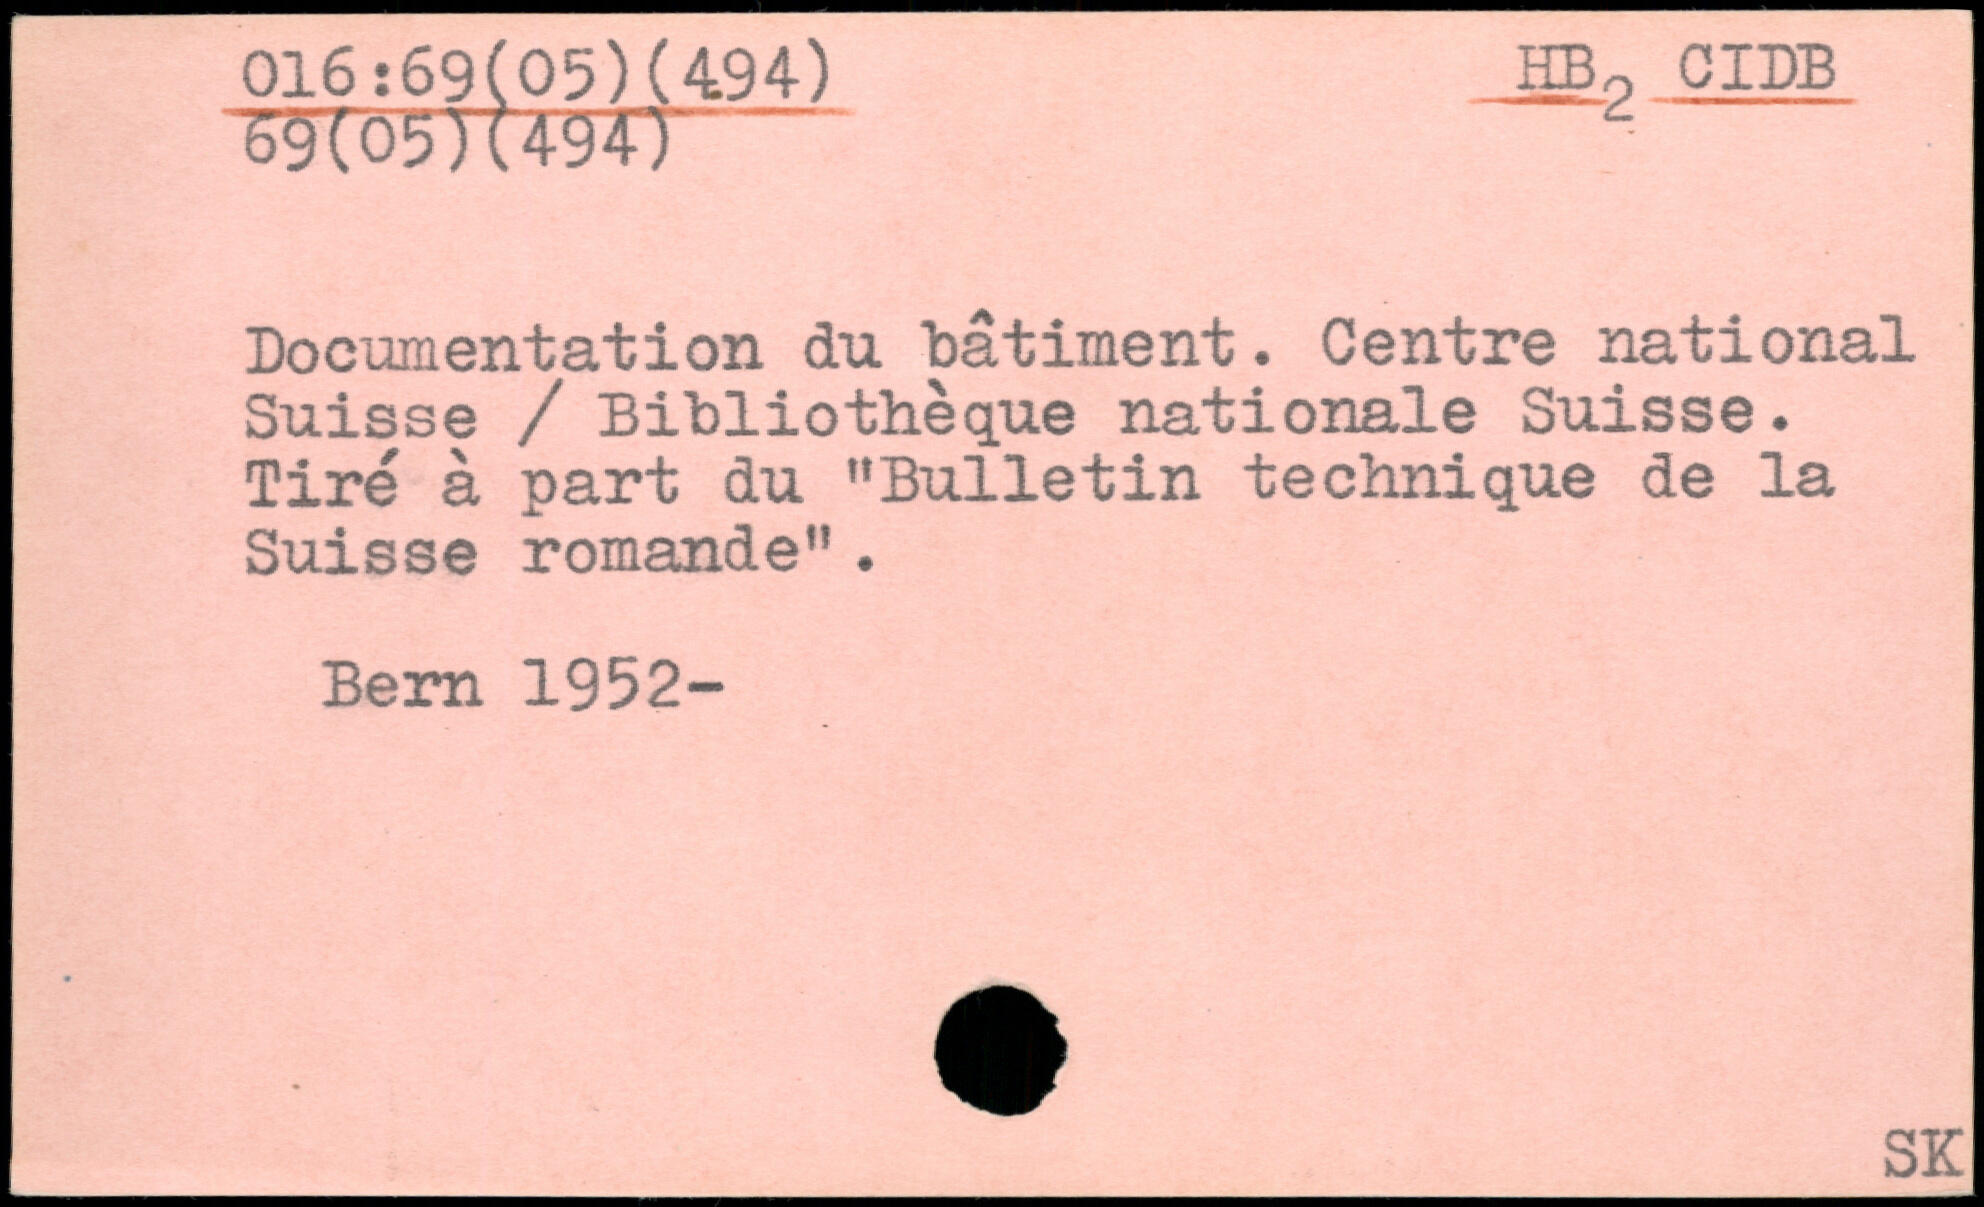 016:69(05)(494) HB₂ CIDB
69(05)(494)
Documentation du bâtiment. Centre national
Suisse / Bibliothèque nationale Suisse.
Tiré à part du "Bulletin technique de la
Suisse romande".
Bern 1952-
SK